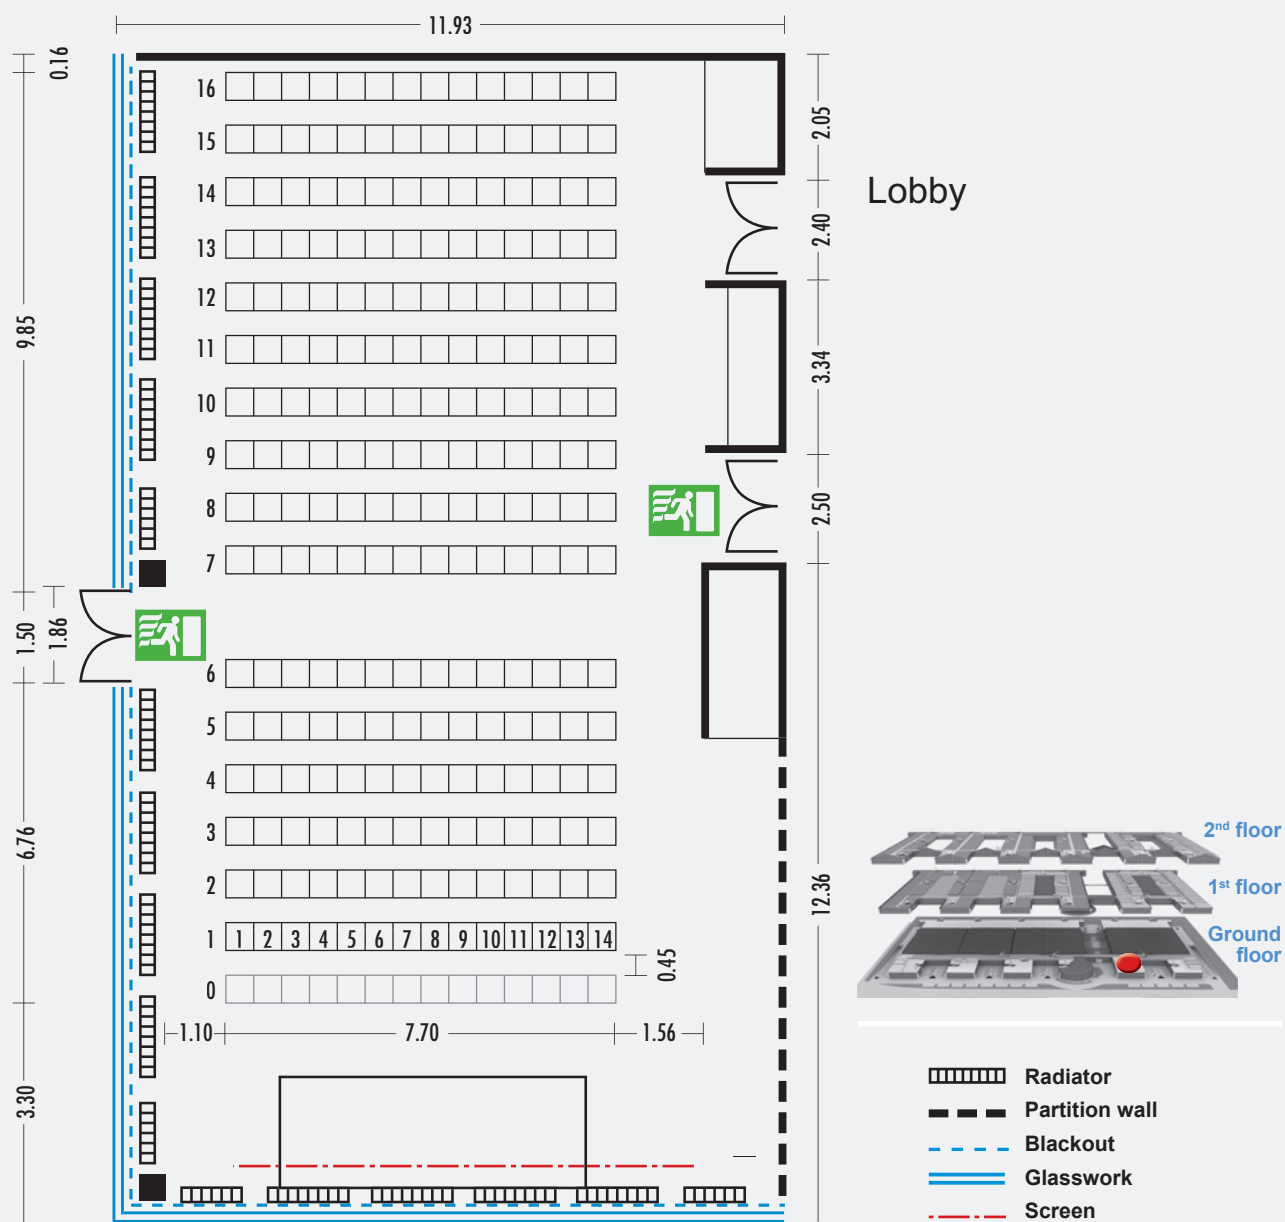 11.93
0.16
16
15
14
13
12
11
10
9
8
7
6
5
4
3
2
1 1 2 3 4 5 6 7 8 9 10 11 12 13 14
0
9.85
1.50
1.86
6.76
3.30
2.05
2.40
3.34
2.50
12.36
0.45
1.10
7.70
1.56
Lobby
2nd floor
1st floor
Ground
floor
Radiator
Partition wall
Blackout
Glasswork
Screen